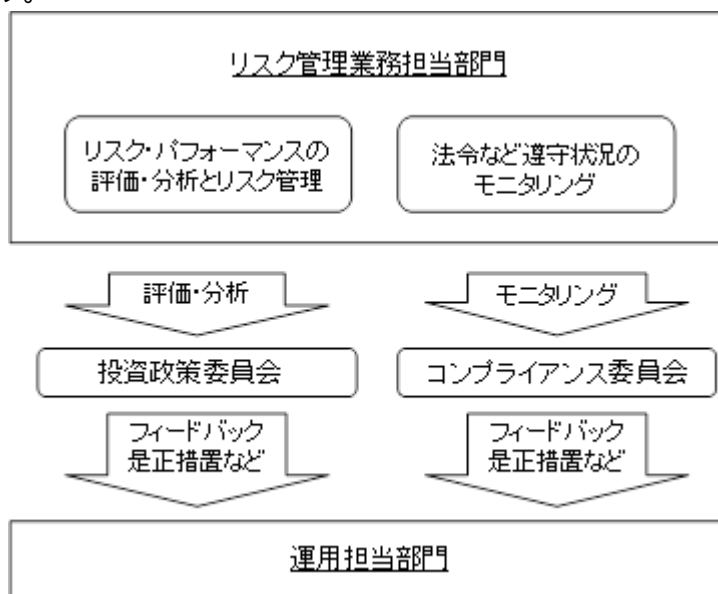 す。
リスク管理業務担当部門
リスク・パフォーマンスの
評価・分析とリスク管理
法令など遵守状況の
モニタリング
評価・分析
モニタリング
投資政策委員会
コンプライアンス委員会
フィードバック
是正措置など
フィードバック
是正措置など
運用担当部門